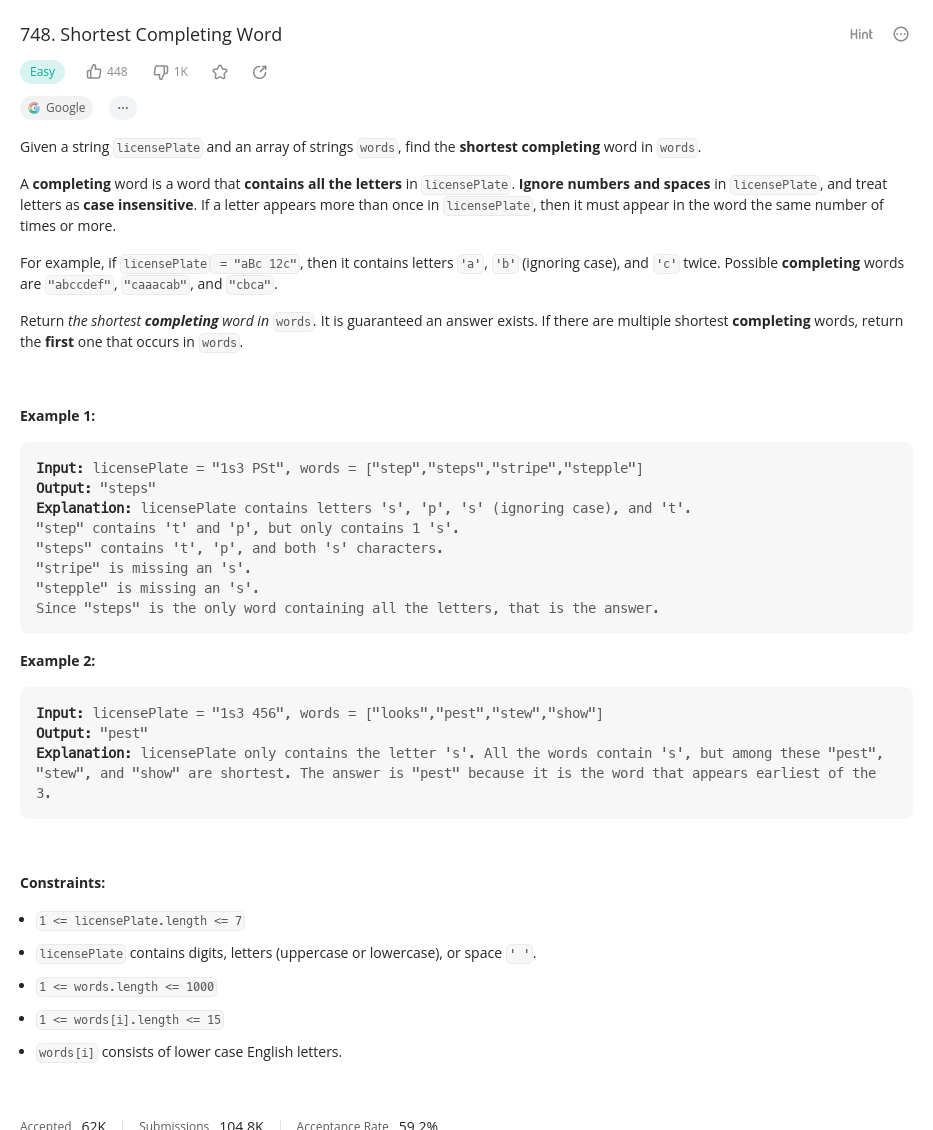 748. Shortest Completing Word
Hint
Easy 448 1K
Google ...
Given a string licensePlate and an array of strings words, find the shortest completing word in words.
A completing word is a word that contains all the letters in licensePlate. Ignore numbers and spaces in licensePlate, and treat
letters as case insensitive. If a letter appears more than once in licensePlate, then it must appear in the word the same number of
times or more.
For example, if licensePlate = "aBc 12c", then it contains letters 'a', 'b' (ignoring case), and 'c' twice. Possible completing words
are "abccdef", "caaacab", and "cbca".
Return the shortest completing word in words. It is guaranteed an answer exists. If there are multiple shortest completing words, return
the first one that occurs in words.
Example 1:
Input: licensePlate = "1s3 PSt", words = ["step","steps","stripe","stepple"]
Output: "steps"
Explanation: licensePlate contains letters 's', 'p', 's' (ignoring case), and 't'.
"step" contains 't' and 'p', but only contains 1 's'.
"steps" contains 't', 'p', and both 's' characters.
"stripe" is missing an 's'.
"stepple" is missing an 's'.
Since "steps" is the only word containing all the letters, that is the answer.
Example 2:
Input: licensePlate = "1s3 456", words = ["looks","pest","stew","show"]
Output: "pest"
Explanation: licensePlate only contains the letter 's'. All the words contain 's', but among these "pest",
"stew", and "show" are shortest. The answer is "pest" because it is the word that appears earliest of the
3.
Constraints:
1 <= licensePlate.length <= 7
licensePlate contains digits, letters (uppercase or lowercase), or space ' '.
1 <= words.length <= 1000
1 <= words[i].length <= 15
words[i] consists of lower case English letters.
Accepted 62K Submissions 104.8K Acceptance Rate 59.2%